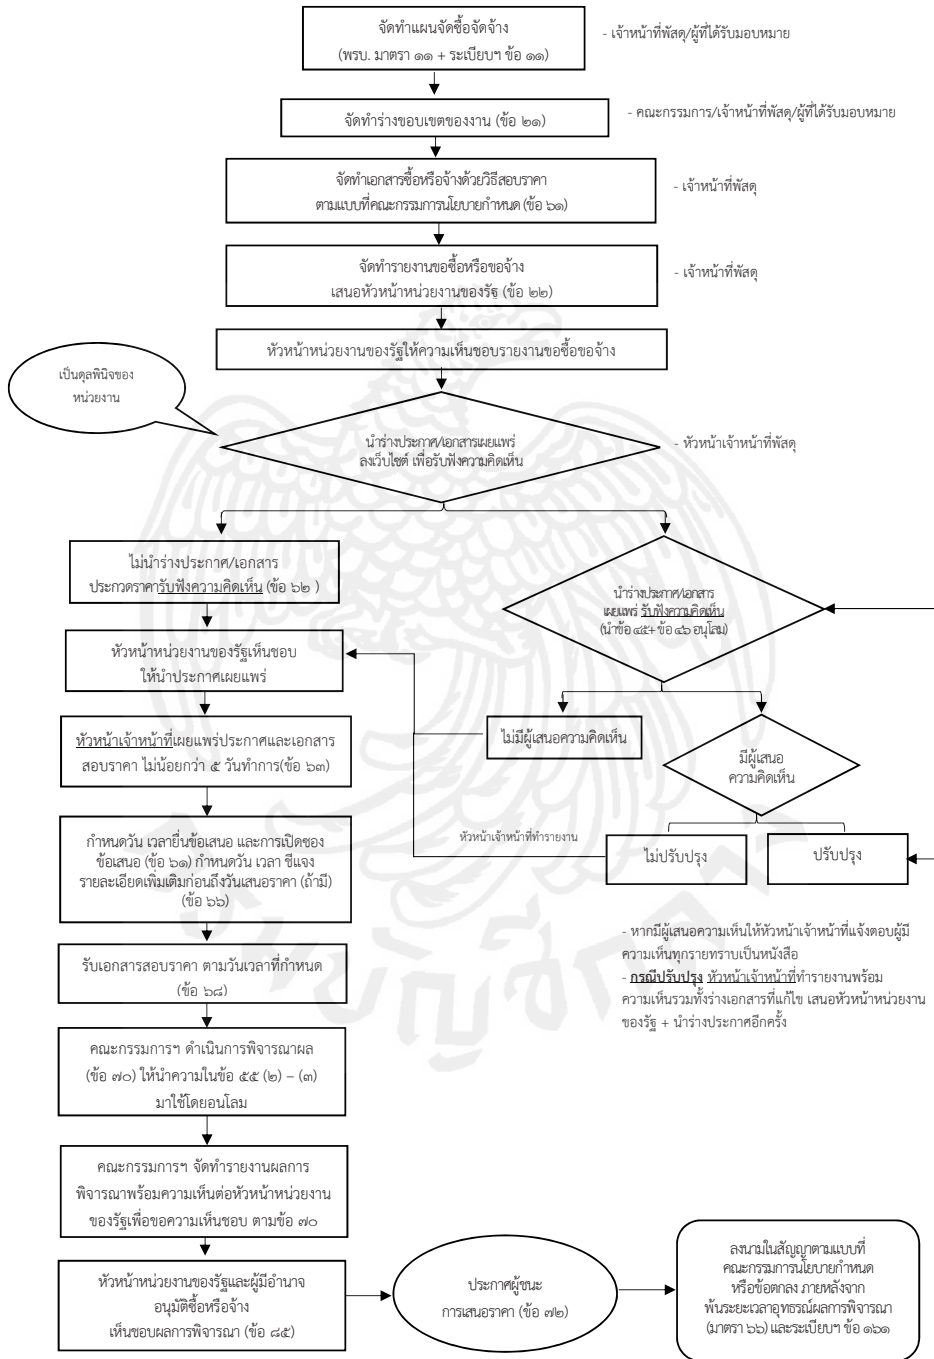 จัดทำแผนจัดซื้อจัดจ้าง
(พรบ. มาตรา ๑๑ + ระเบียบฯ ข้อ ๑๑)
- เจ้าหน้าที่พัสดุ/ผู้ที่ได้รับมอบหมาย
จัดทำร่างขอบเขตของงาน (ข้อ ๒๑)
- คณะกรรมการ/เจ้าหน้าที่พัสดุ/ผู้ที่ได้รับมอบหมาย
จัดทำเอกสารซื้อหรือจ้างด้วยวิธีสอบราคา
ตามแบบที่คณะกรรมการนโยบายกำหนด (ข้อ ๖๑)
- เจ้าหน้าที่พัสดุ
จัดทำรายงานขอซื้อหรือขอจ้าง
เสนอหัวหน้าหน่วยงานของรัฐ (ข้อ ๒๒)
- เจ้าหน้าที่พัสดุ
หัวหน้าหน่วยงานของรัฐให้ความเห็นชอบรายงานขอซื้อขอจ้าง
เป็นดุลพินิจของ
หน่วยงาน
นำร่างประกาศ/เอกสารเผยแพร่
ลงเว็บไซต์ เพื่อรับฟังความคิดเห็น
- หัวหน้าเจ้าหน้าที่พัสดุ
ไม่นำร่างประกาศ/เอกสาร
ประกวดราคารับฟังความคิดเห็น (ข้อ ๖๒ )
นำร่างประกาศ/เอกสาร
เผยแพร่ รับฟังความคิดเห็น
(นำข้อ ๔๕+ ข้อ ๔๖ อนุโลม)
หัวหน้าหน่วยงานของรัฐเห็นชอบ
ให้นำประกาศเผยแพร่
ไม่มีผู้เสนอความคิดเห็น
มีผู้เสนอ
ความคิดเห็น
หัวหน้าเจ้าหน้าที่เผยแพร่ประกาศและเอกสาร
สอบราคา ไม่น้อยกว่า ๕ วันทำการ(ข้อ ๖๓)
หัวหน้าเจ้าหน้าที่ทำรายงาน
ไม่ปรับปรุง
ปรับปรุง
กำหนดวัน เวลายื่นข้อเสนอ และการเปิดซอง
ข้อเสนอ (ข้อ ๖๑) กำหนดวัน เวลา ชี้แจง
รายละเอียดเพิ่มเติมก่อนถึงวันเสนอราคา (ถ้ามี)
(ข้อ ๖๖)
- หากมีผู้เสนอความเห็นให้หัวหน้าเจ้าหน้าที่แจ้งตอบผู้มี
ความเห็นทุกรายทราบเป็นหนังสือ
- กรณีปรับปรุง หัวหน้าเจ้าหน้าที่ทำรายงานพร้อม
ความเห็นรวมทั้งร่างเอกสารที่แก้ไข เสนอหัวหน้าหน่วยงาน
ของรัฐ + นำร่างประกาศอีกครั้ง
รับเอกสารสอบราคา ตามวันเวลาที่กำหนด
(ข้อ ๖๘)
คณะกรรมการฯ ดำเนินการพิจารณาผล
(ข้อ ๗๐) ให้นำความในข้อ ๕๕ (๒) – (๓)
มาใช้โดยอนโลม
คณะกรรมการฯ จัดทำรายงานผลการ
พิจารณาพร้อมความเห็นต่อหัวหน้าหน่วยงาน
ของรัฐเพื่อขอความเห็นชอบ ตามข้อ ๗๐
หัวหน้าหน่วยงานของรัฐและผู้มีอำนาจ
อนุมัติซื้อหรือจ้าง
เห็นชอบผลการพิจารณา (ข้อ ๘๕)
ประกาศผู้ชนะ
การเสนอราคา (ข้อ ๗๒)
ลงนามในสัญญาตามแบบที่
คณะกรรมการนโยบายกำหนด
หรือข้อตกลง ภายหลังจาก
พ้นระยะเวลาอุทธรณ์ผลการพิจารณา
(มาตรา ๖๖) และระเบียบฯ ข้อ ๑๖๑
กรมบัญชีกลาง